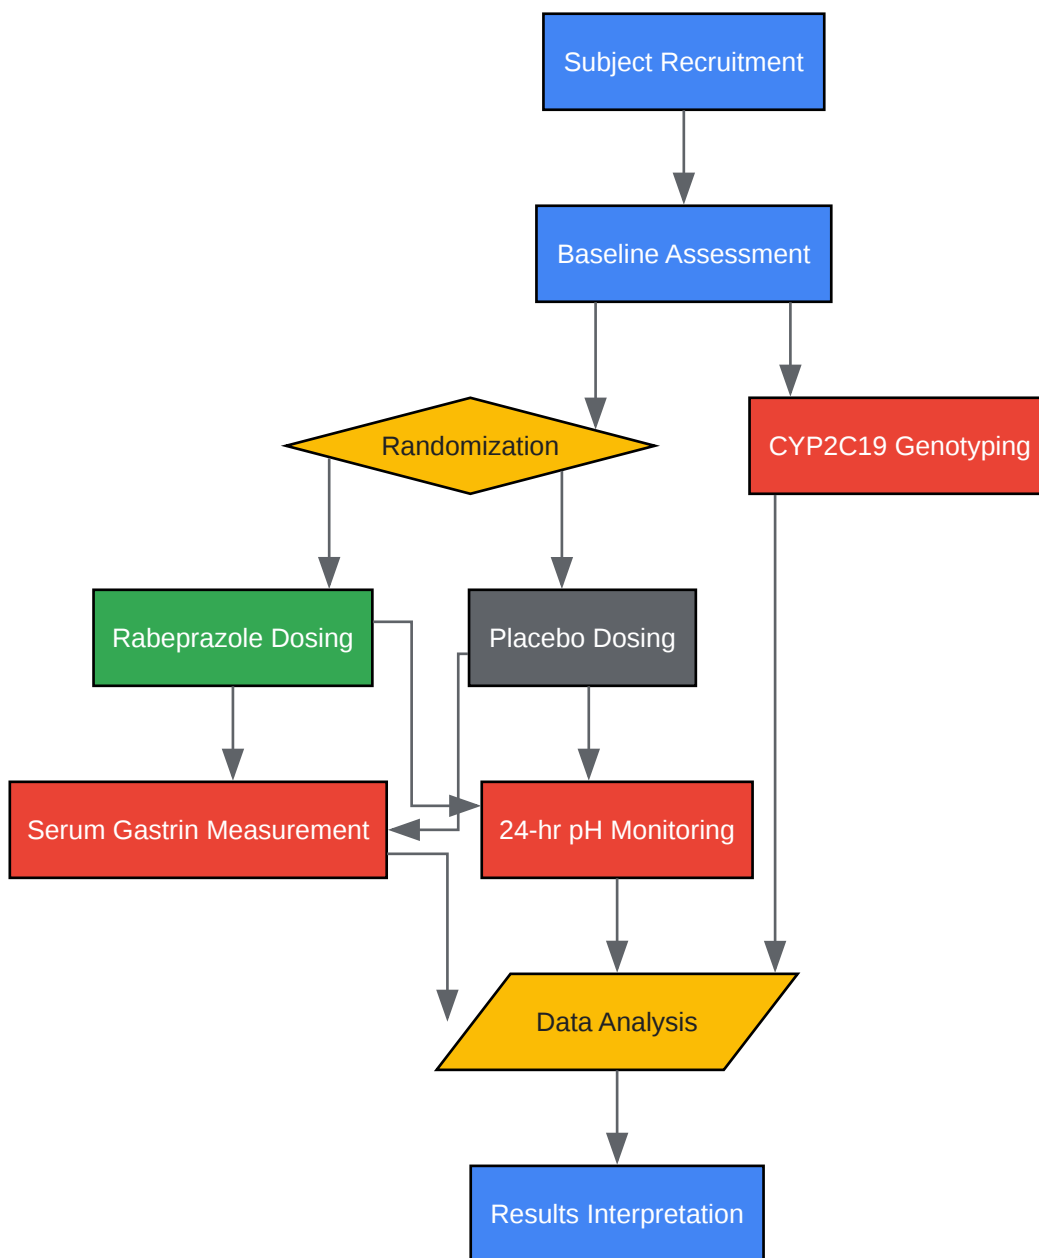 Subject Recruitment
Baseline Assessment
Randomization
CYP2C19 Genotyping
Rabeprazole Dosing
Placebo Dosing
Serum Gastrin Measurement
24-hr pH Monitoring
Data Analysis
Results Interpretation